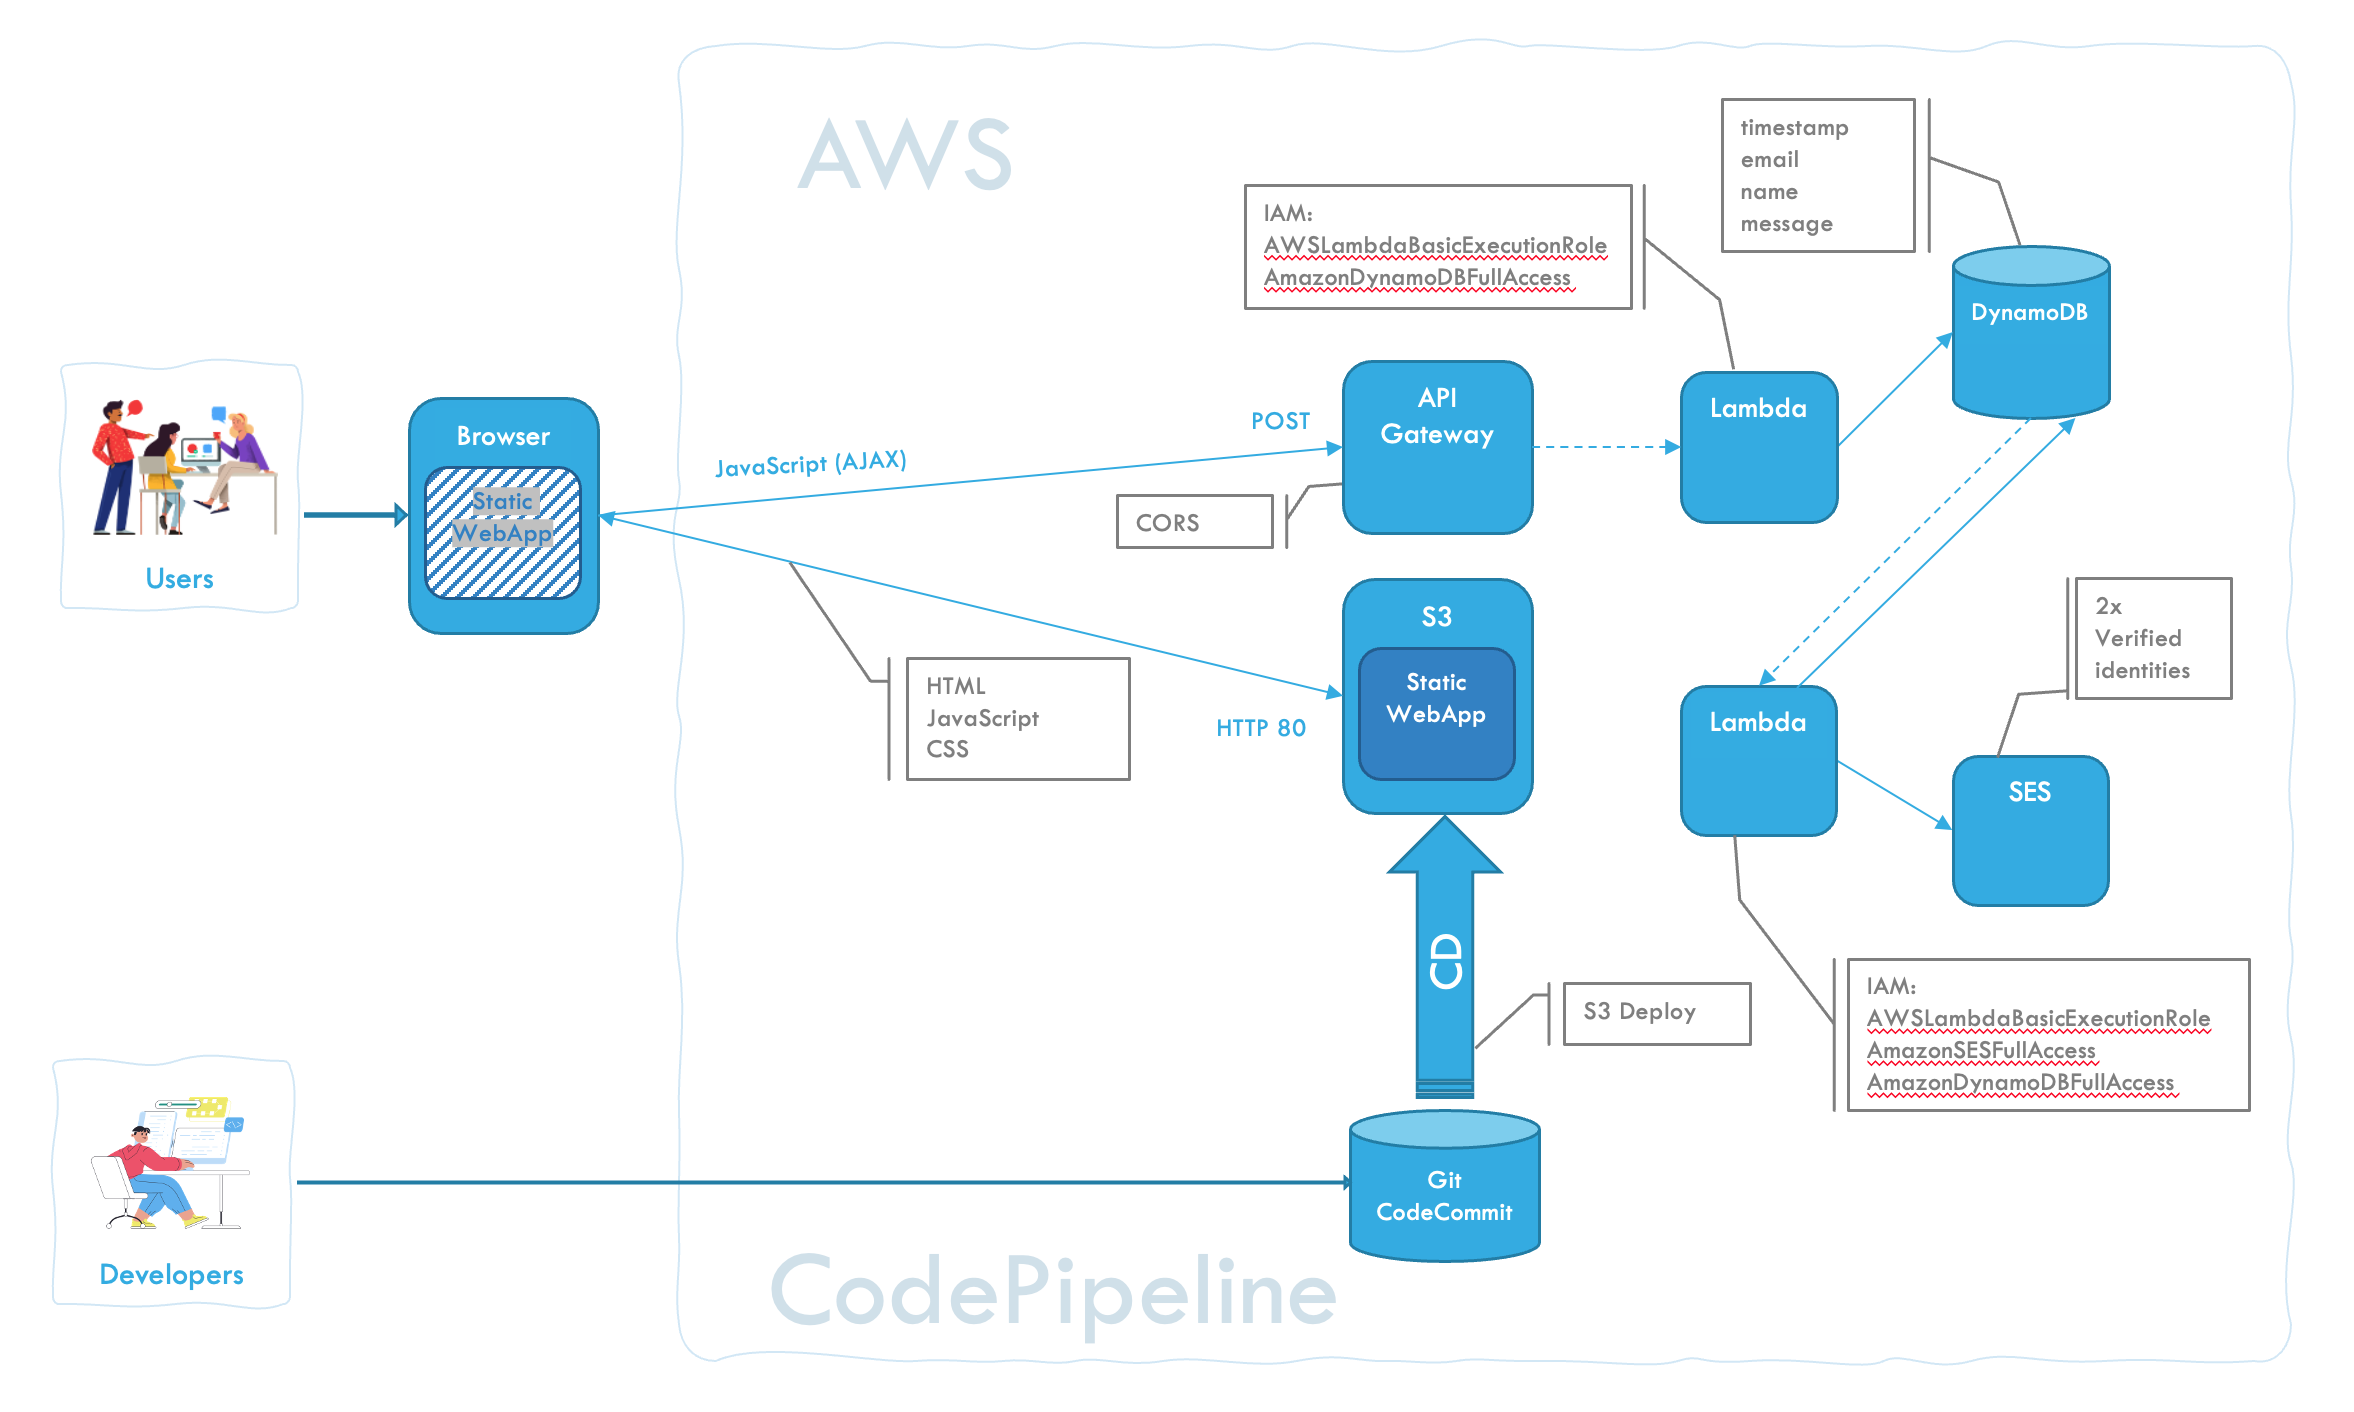 AWS
timestamp
email
name
message
IAM:
AWSLambdaBasicExecutionRole
AmazonDynamoDBFullAccess
DynamoDB
Users
Browser
Static
WebApp
JavaScript (AJAX)
POST
API
Gateway
CORS
Lambda
HTML
JavaScript
CSS
HTTP 80
S3
Static
WebApp
Lambda
2x
Verified
identities
SES
CD
S3 Deploy
IAM:
AWSLambdaBasicExecutionRole
AmazonSESFullAccess
AmazonDynamoDBFullAccess
Developers
Git
CodeCommit
CodePipeline